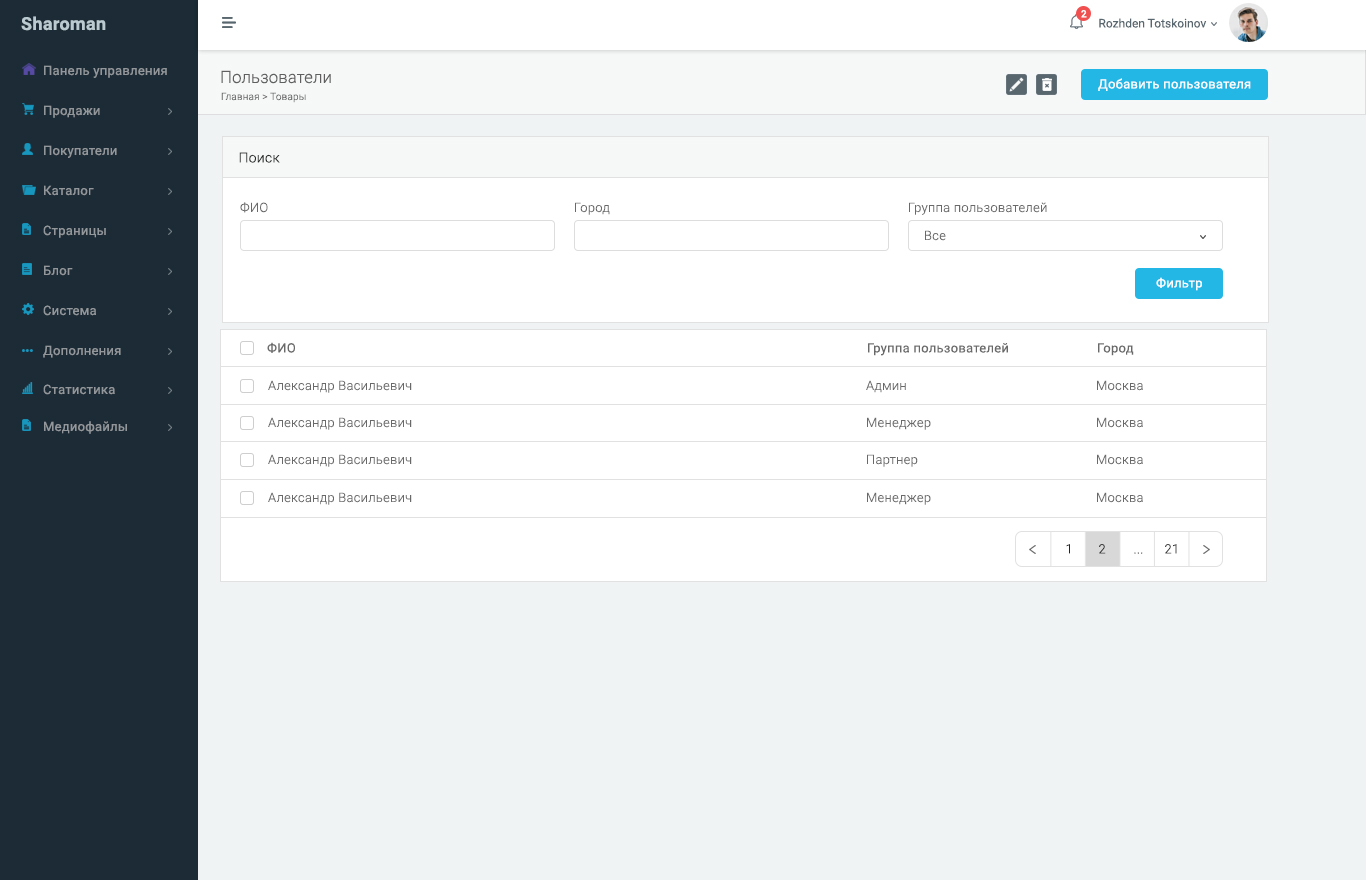 Sharoman
2
Rozhden Totskoinov
Панель управления
Продажи
Покупатели
Каталог
Страницы
Блог
Система
Дополнения
Статистика
Медиофайлы
Пользователи
Главная > Товары
Добавить пользователя
Поиск
ФИО Город Группа пользователей
Все
Фильтр
ФИО Группа пользователей Город
Александр Васильевич Админ Москва
Александр Васильевич Менеджер Москва
Александр Васильевич Партнер Москва
Александр Васильевич Менеджер Москва
< 1 2 ... 21 >